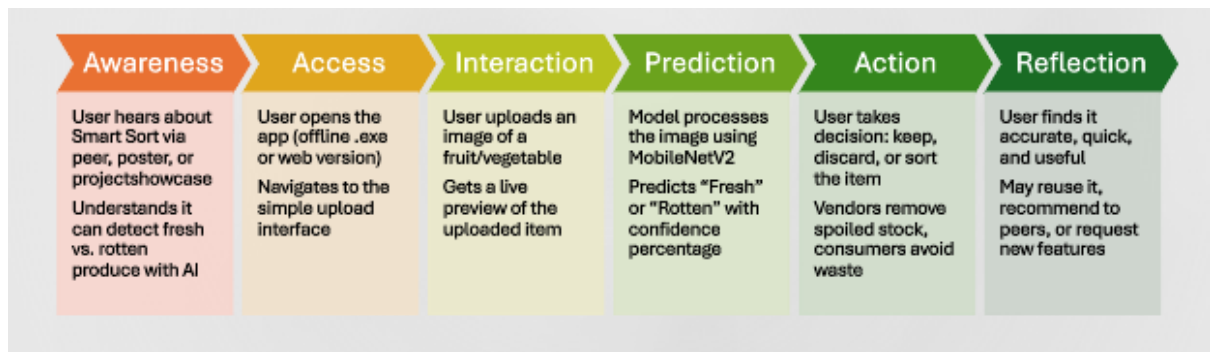 Awareness
User hears about
Smart Sort via
peer, poster, or
projectshowcase
Understands it
can detect fresh
vs. rotten
produce with AI
Access
User opens the
app (offline .exe
or web version)
Navigates to the
simple upload
interface
Interaction
User uploads an
image of a
fruit/vegetable
Gets a live
preview of the
uploaded item
Prediction
Model processes
the image using
MobileNetV2
Predicts “Fresh”
or “Rotten” with
confidence
percentage
Action
User takes
decision: keep,
discard, or sort
the item
Vendors remove
spoiled stock,
consumers avoid
waste
Reflection
User finds it
accurate, quick,
and useful
May reuse it,
recommend to
peers, or request
new features